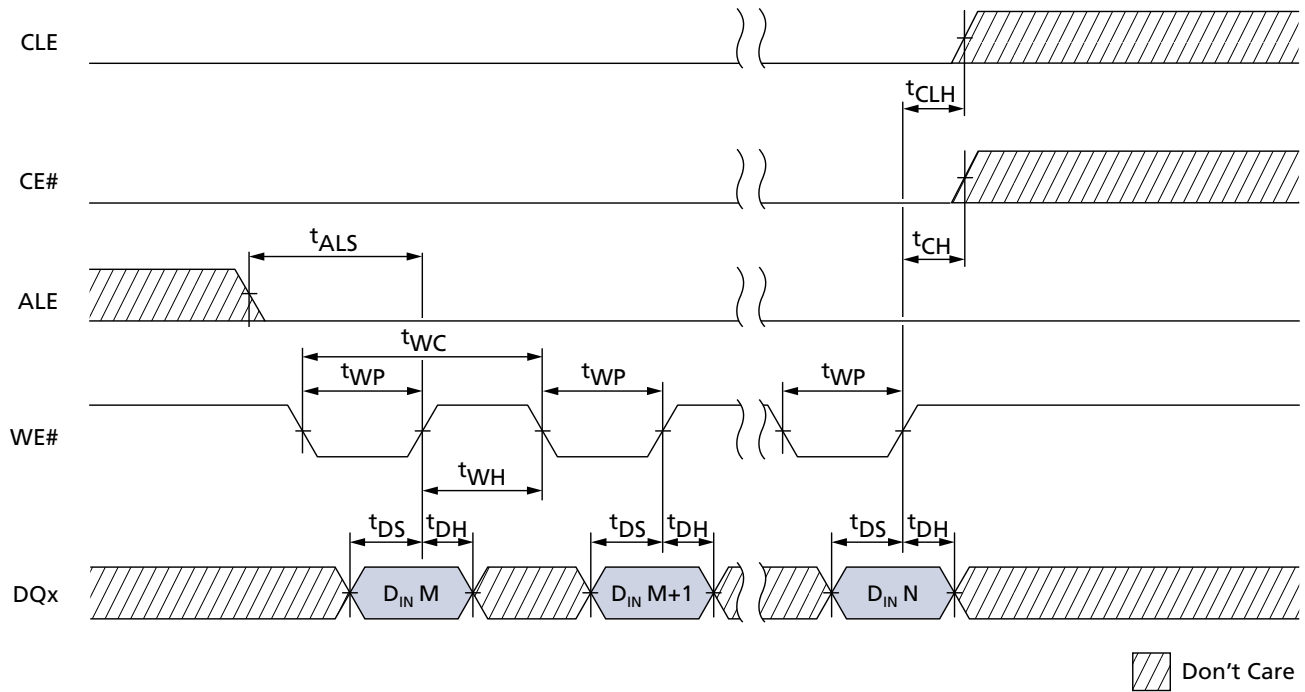 CLE
tCLH
CE#
tCH
tALS
ALE
tWC
tWP tWP tWP
WE#
tWH
tDS tDH tDS tDH tDS tDH
DQx DIN M DIN M+1 DIN N
Don't Care